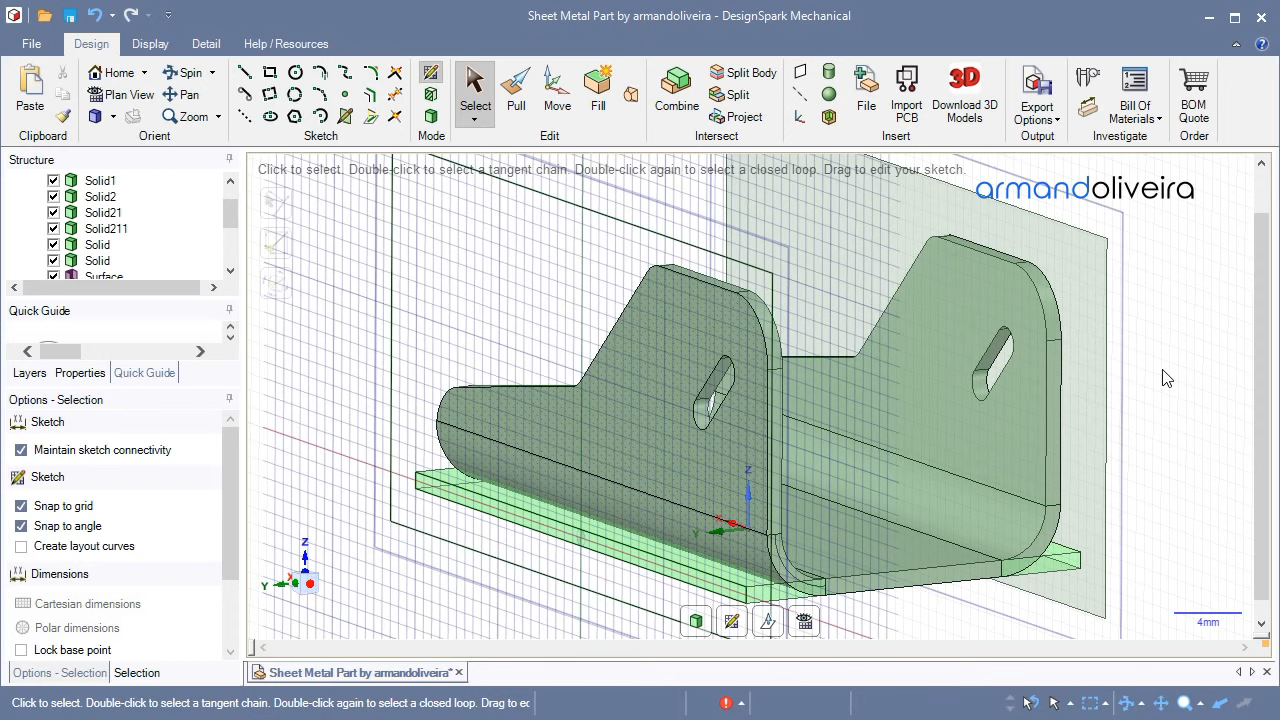 Sheet Metal Part by armandoliveira - DesignSpark Mechanical
File
Design
Display
Detail
Help / Resources
Paste
Clipboard
Home
Plan View
Spin
Pan
Zoom
Orient
Sketch
Mode
Select
Pull
Move
Fill
Edit
Combine
Split Body
Split
Project
Intersect
File
Import PCB
3D
Download 3D Models
Insert
Export Options
Output
Bill Of Materials
Investigate
BOM Quote
Order
Structure
Solid1
Solid2
Solid21
Solid211
Solid
Solid
Surface
Quick Guide
Layers
Properties
Quick Guide
Options - Selection
Sketch
Maintain sketch connectivity
Sketch
Snap to grid
Snap to angle
Create layout curves
Dimensions
Cartesian dimensions
Polar dimensions
Lock base point
Options - Selection
Selection
Click to select. Double-click to select a tangent chain. Double-click again to select a closed loop. Drag to edit your sketch.
armandoliveira
Z
X
Y
Z
X
Y
4mm
Sheet Metal Part by armandoliveira*
Click to select. Double-click to select a tangent chain. Double-click again to select a closed loop. Drag to ec